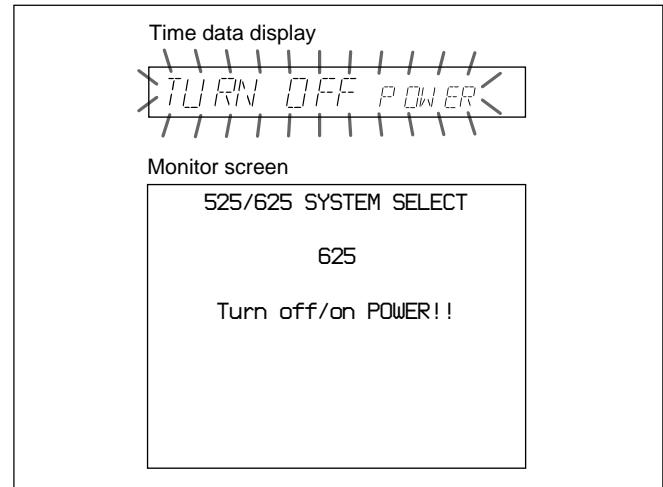 Time data display
TURN OFF POWER
Monitor screen
525/625 SYSTEM SELECT
625
Turn off/on POWER!!